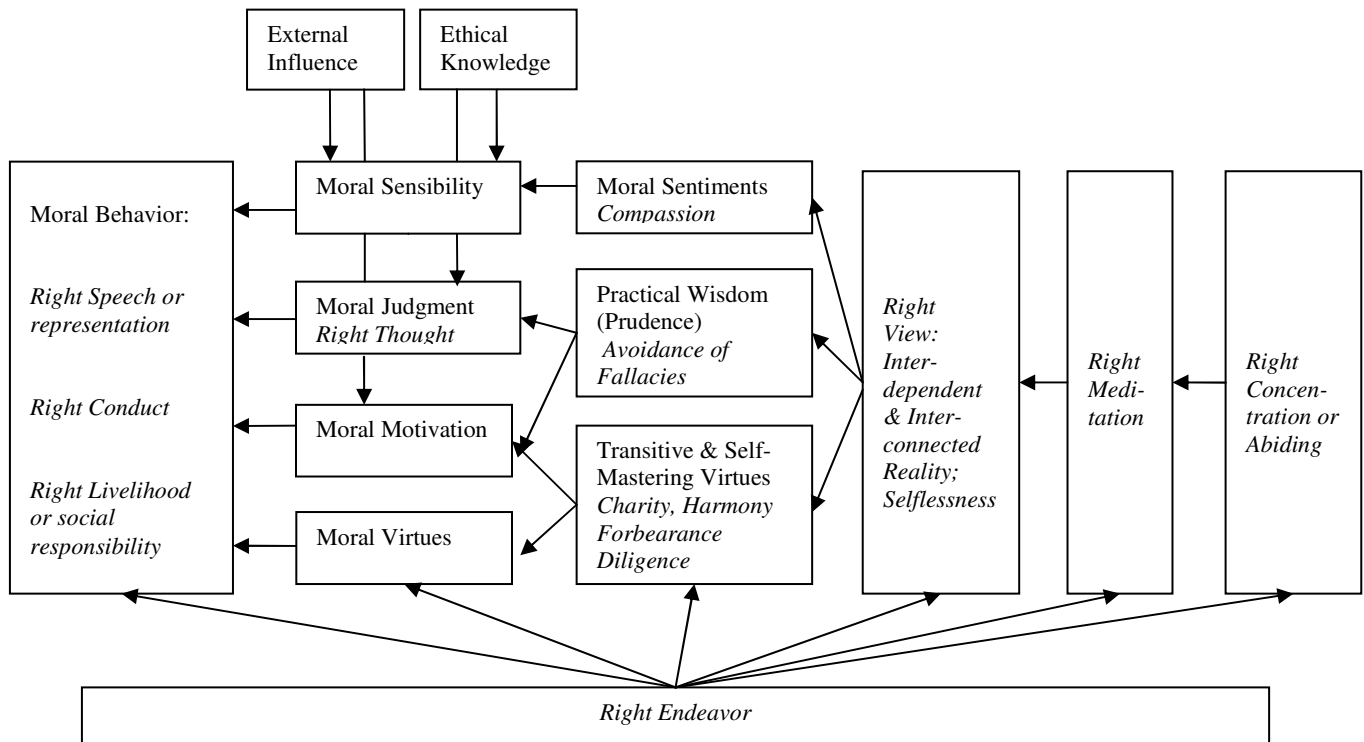 External
Influence
Ethical
Knowledge
Moral Behavior:
Right Speech or
representation
Right Conduct
Right Livelihood
or social
responsibility
Moral Sensibility
Moral Judgment
Right Thought
Moral Motivation
Moral Virtues
Moral Sentiments
Compassion
Practical Wisdom
(Prudence)
Avoidance of
Fallacies
Transitive & Self-
Mastering Virtues
Charity, Harmony
Forbearance
Diligence
Right
View:
Inter-
dependent
& Inter-
connected
Reality;
Selflessness
Right
Medi-
tation
Right
Concen-
tration or
Abiding
Right Endeavor